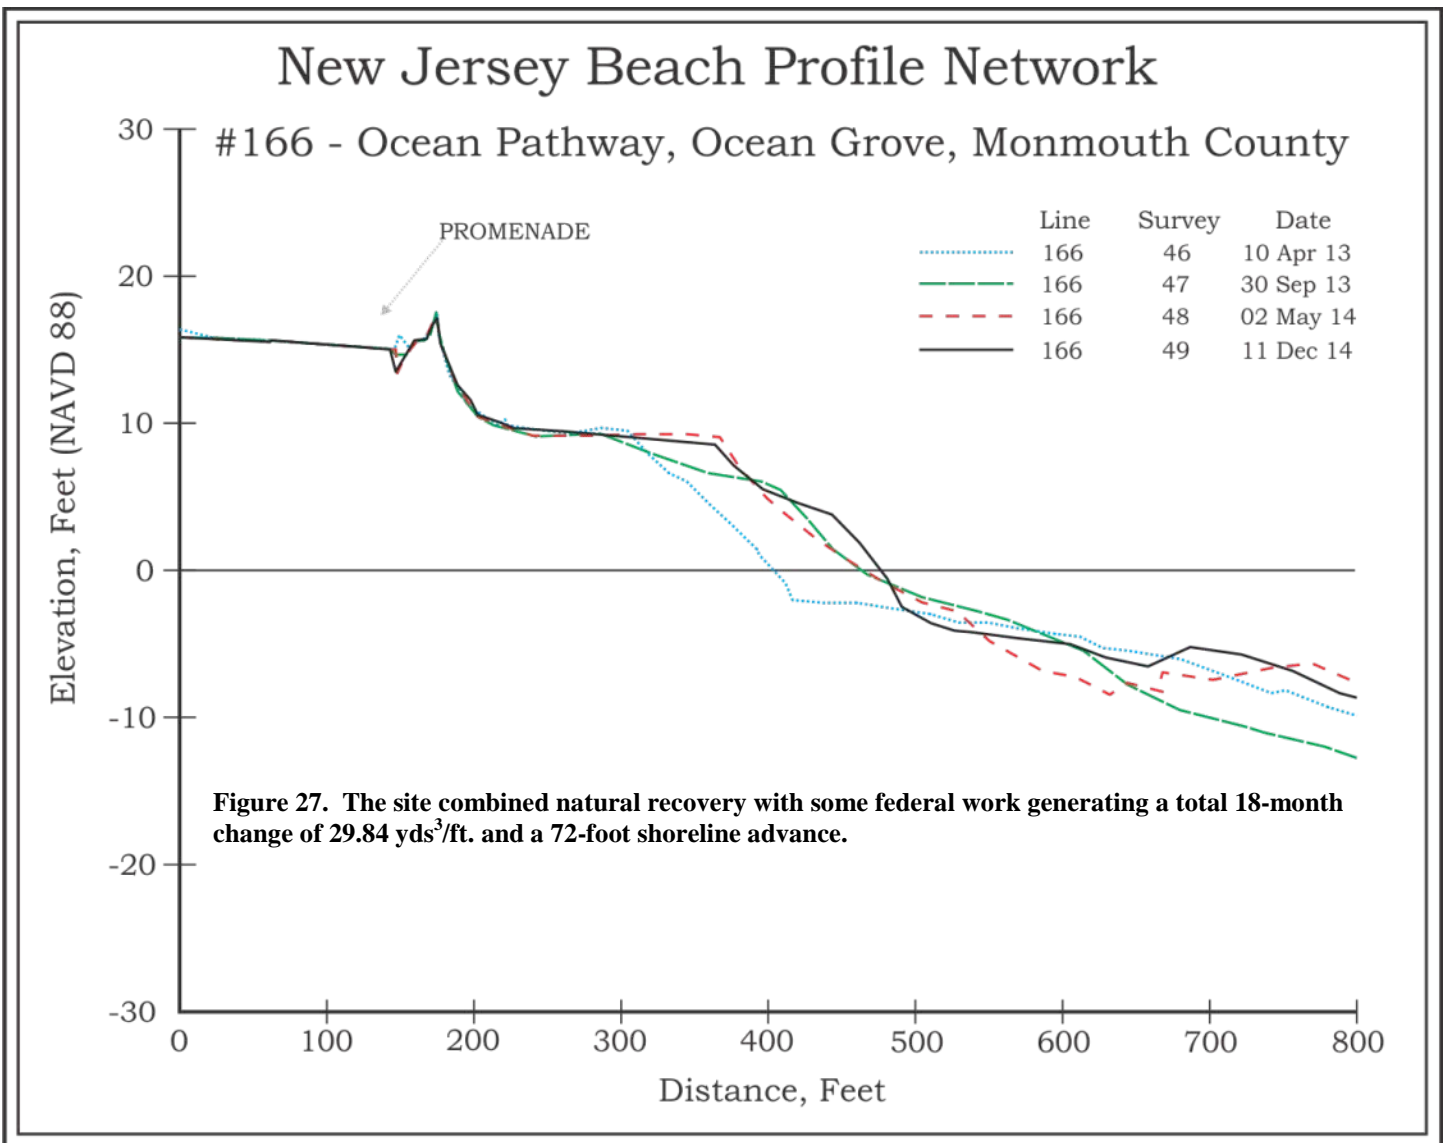 New Jersey Beach Profile Network
#166 - Ocean Pathway, Ocean Grove, Monmouth County
Line Survey Date
166 46 10 Apr 13
166 47 30 Sep 13
166 48 02 May 14
166 49 11 Dec 14
PROMENADE
Elevation, Feet (NAVD 88)
30
20
10
0
-10
-20
-30
Figure 27. The site combined natural recovery with some federal work generating a total 18-month
change of 29.84 yds³/ft. and a 72-foot shoreline advance.
0 100 200 300 400 500 600 700 800
Distance, Feet